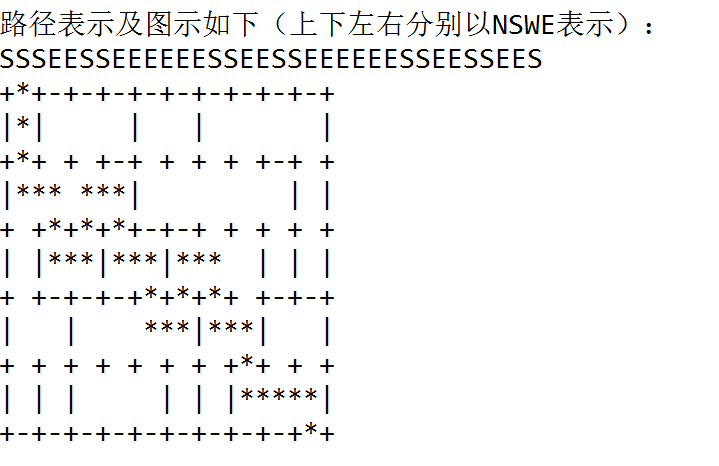 路径表示及图示如下（上下左右分别以NSWE表示）：
SSSEESSEEEEEESSEESSEEEEEESSEESSEES
+*+-+-+-+-+-+-+-+-+-+
|*|     |   |       |
+*+ + +-+ + + + +-+ +
|*** ***|         | |
+ +*+*+*+-+-+ + + + +
| |***|***|***  | | |
+ +-+-+-+*+*+*+ +-+-+
|   |    ***|***|   |
+ + + + + + + +*+ + +
| | |     | | |*****|
+-+-+-+-+-+-+-+-+-+*+